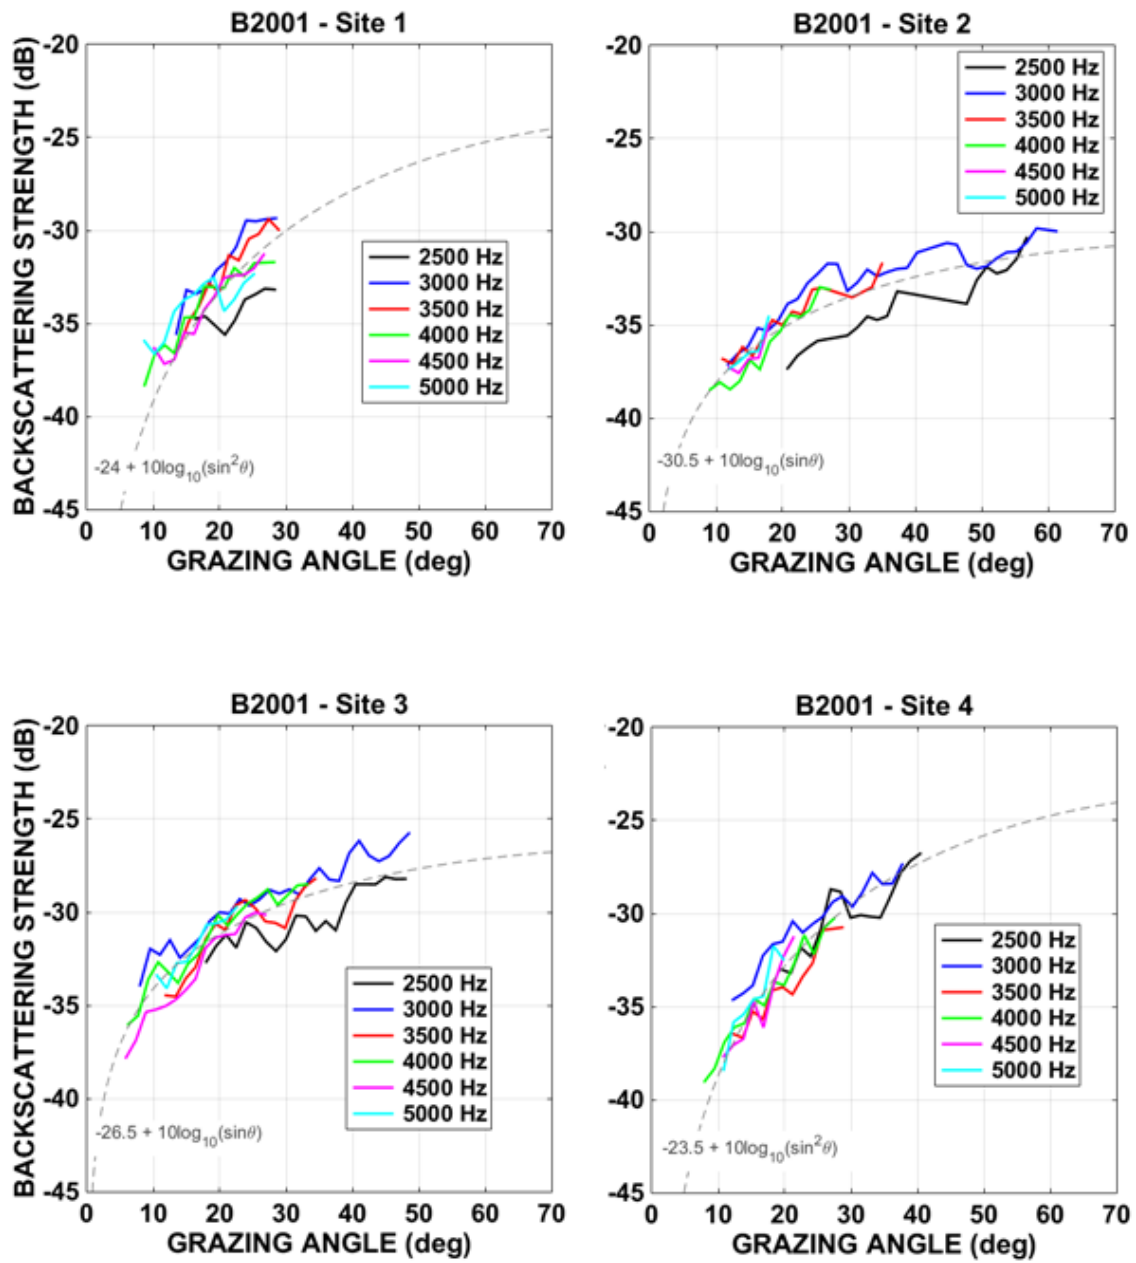 B2001 - Site 1
BACKSCATTERING STRENGTH (dB)
-20
-25
-30
-35
-40
-45
2500 Hz
3000 Hz
3500 Hz
4000 Hz
4500 Hz
5000 Hz
-24 + 10log10(sin2θ)
0 10 20 30 40 50 60 70
GRAZING ANGLE (deg)
B2001 - Site 2
-20
-25
-30
-35
-40
-45
2500 Hz
3000 Hz
3500 Hz
4000 Hz
4500 Hz
5000 Hz
-30.5 + 10log10(sinθ)
0 10 20 30 40 50 60 70
GRAZING ANGLE (deg)
B2001 - Site 3
BACKSCATTERING STRENGTH (dB)
-20
-25
-30
-35
-40
-45
2500 Hz
3000 Hz
3500 Hz
4000 Hz
4500 Hz
5000 Hz
-26.5 + 10log10(sinθ)
0 10 20 30 40 50 60 70
GRAZING ANGLE (deg)
B2001 - Site 4
-20
-25
-30
-35
-40
-45
2500 Hz
3000 Hz
3500 Hz
4000 Hz
4500 Hz
5000 Hz
-23.5 + 10log10(sin2θ)
0 10 20 30 40 50 60 70
GRAZING ANGLE (deg)